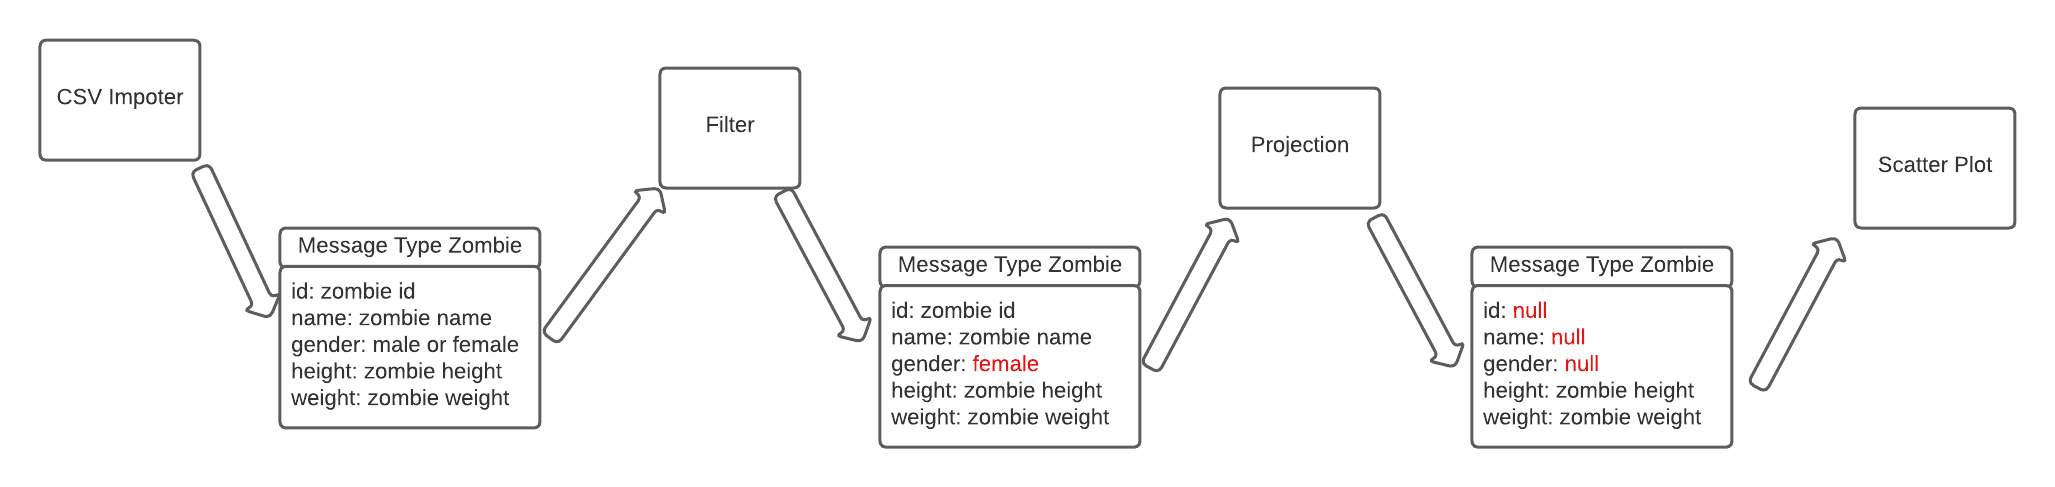 CSV Impoter
Message Type Zombie
id: zombie id
name: zombie name
gender: male or female
height: zombie height
weight: zombie weight
Filter
Message Type Zombie
id: zombie id
name: zombie name
gender: female
height: zombie height
weight: zombie weight
Projection
Message Type Zombie
id: null
name: null
gender: null
height: zombie height
weight: zombie weight
Scatter Plot